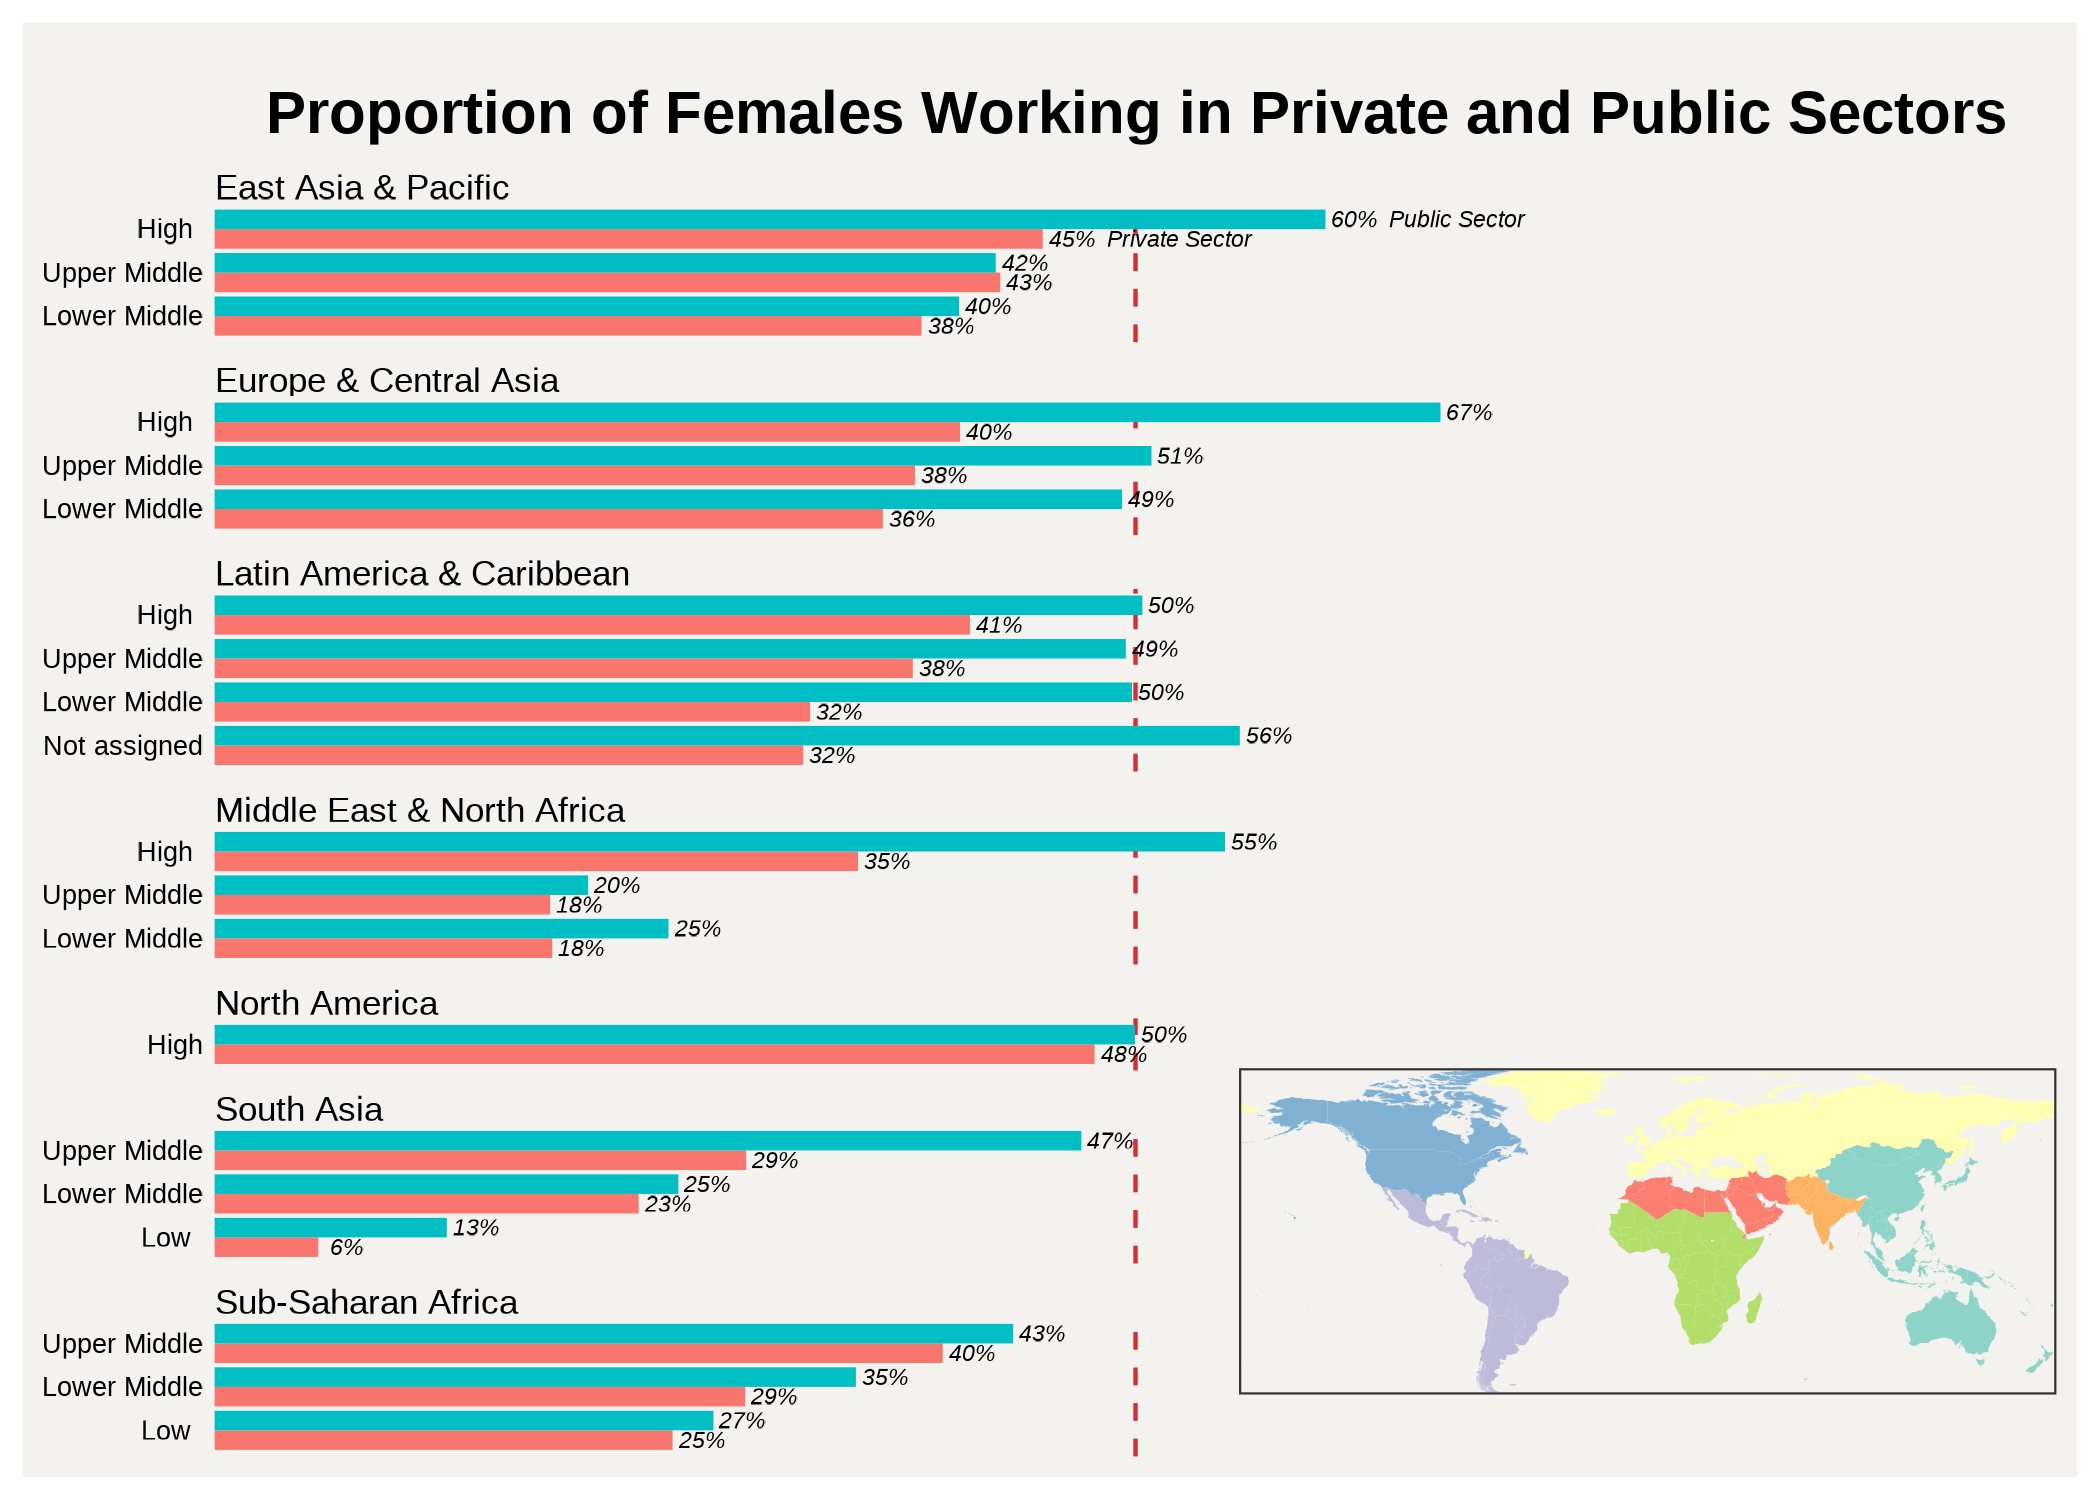 Proportion of Females Working in Private and Public Sectors
East Asia & Pacific
High 60% Public Sector
45% Private Sector
Upper Middle 42%
43%
Lower Middle 40%
38%
Europe & Central Asia
High 67%
40%
Upper Middle 51%
38%
Lower Middle 49%
36%
Latin America & Caribbean
High 50%
41%
Upper Middle 49%
38%
Lower Middle 50%
32%
Not assigned 56%
32%
Middle East & North Africa
High 55%
35%
Upper Middle 20%
18%
Lower Middle 25%
18%
North America
High 50%
48%
South Asia
Upper Middle 47%
29%
Lower Middle 25%
23%
Low 13%
6%
Sub-Saharan Africa
Upper Middle 43%
40%
Lower Middle 35%
29%
Low 27%
25%